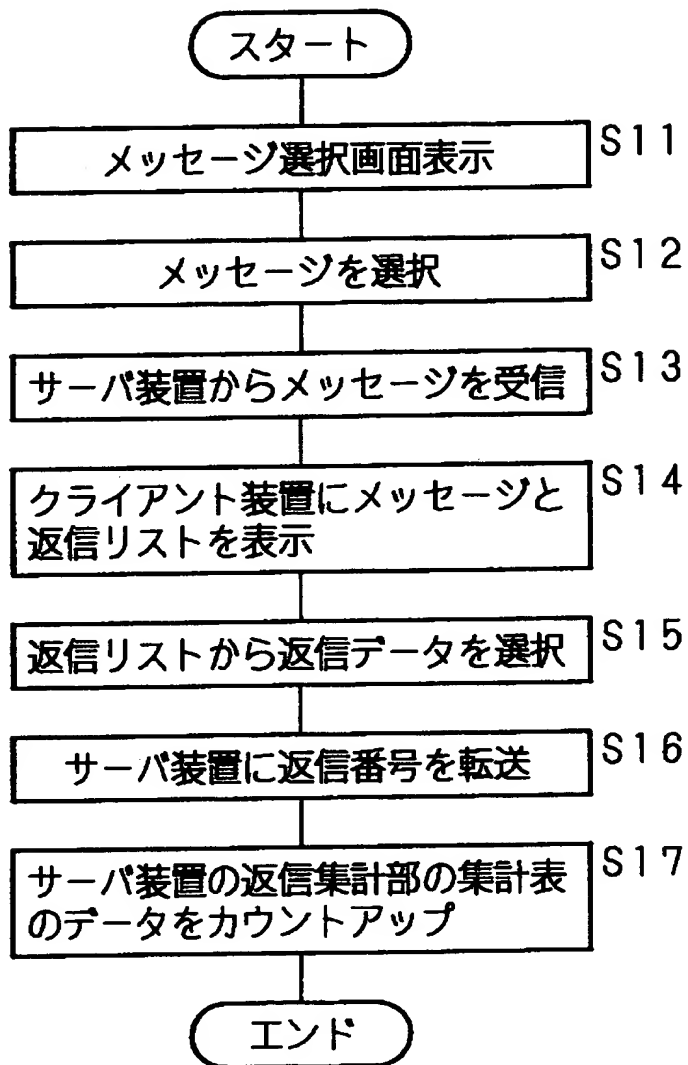 スタート
メッセージ選択画面表示 S11
メッセージを選択 S12
サーバ装置からメッセージを受信 S13
クライアント装置にメッセージと S14
返信リストを表示
返信リストから返信データを選択 S15
サーバ装置に返信番号を転送 S16
サーバ装置の返信集計部の集計表 S17
のデータをカウントアップ
エンド